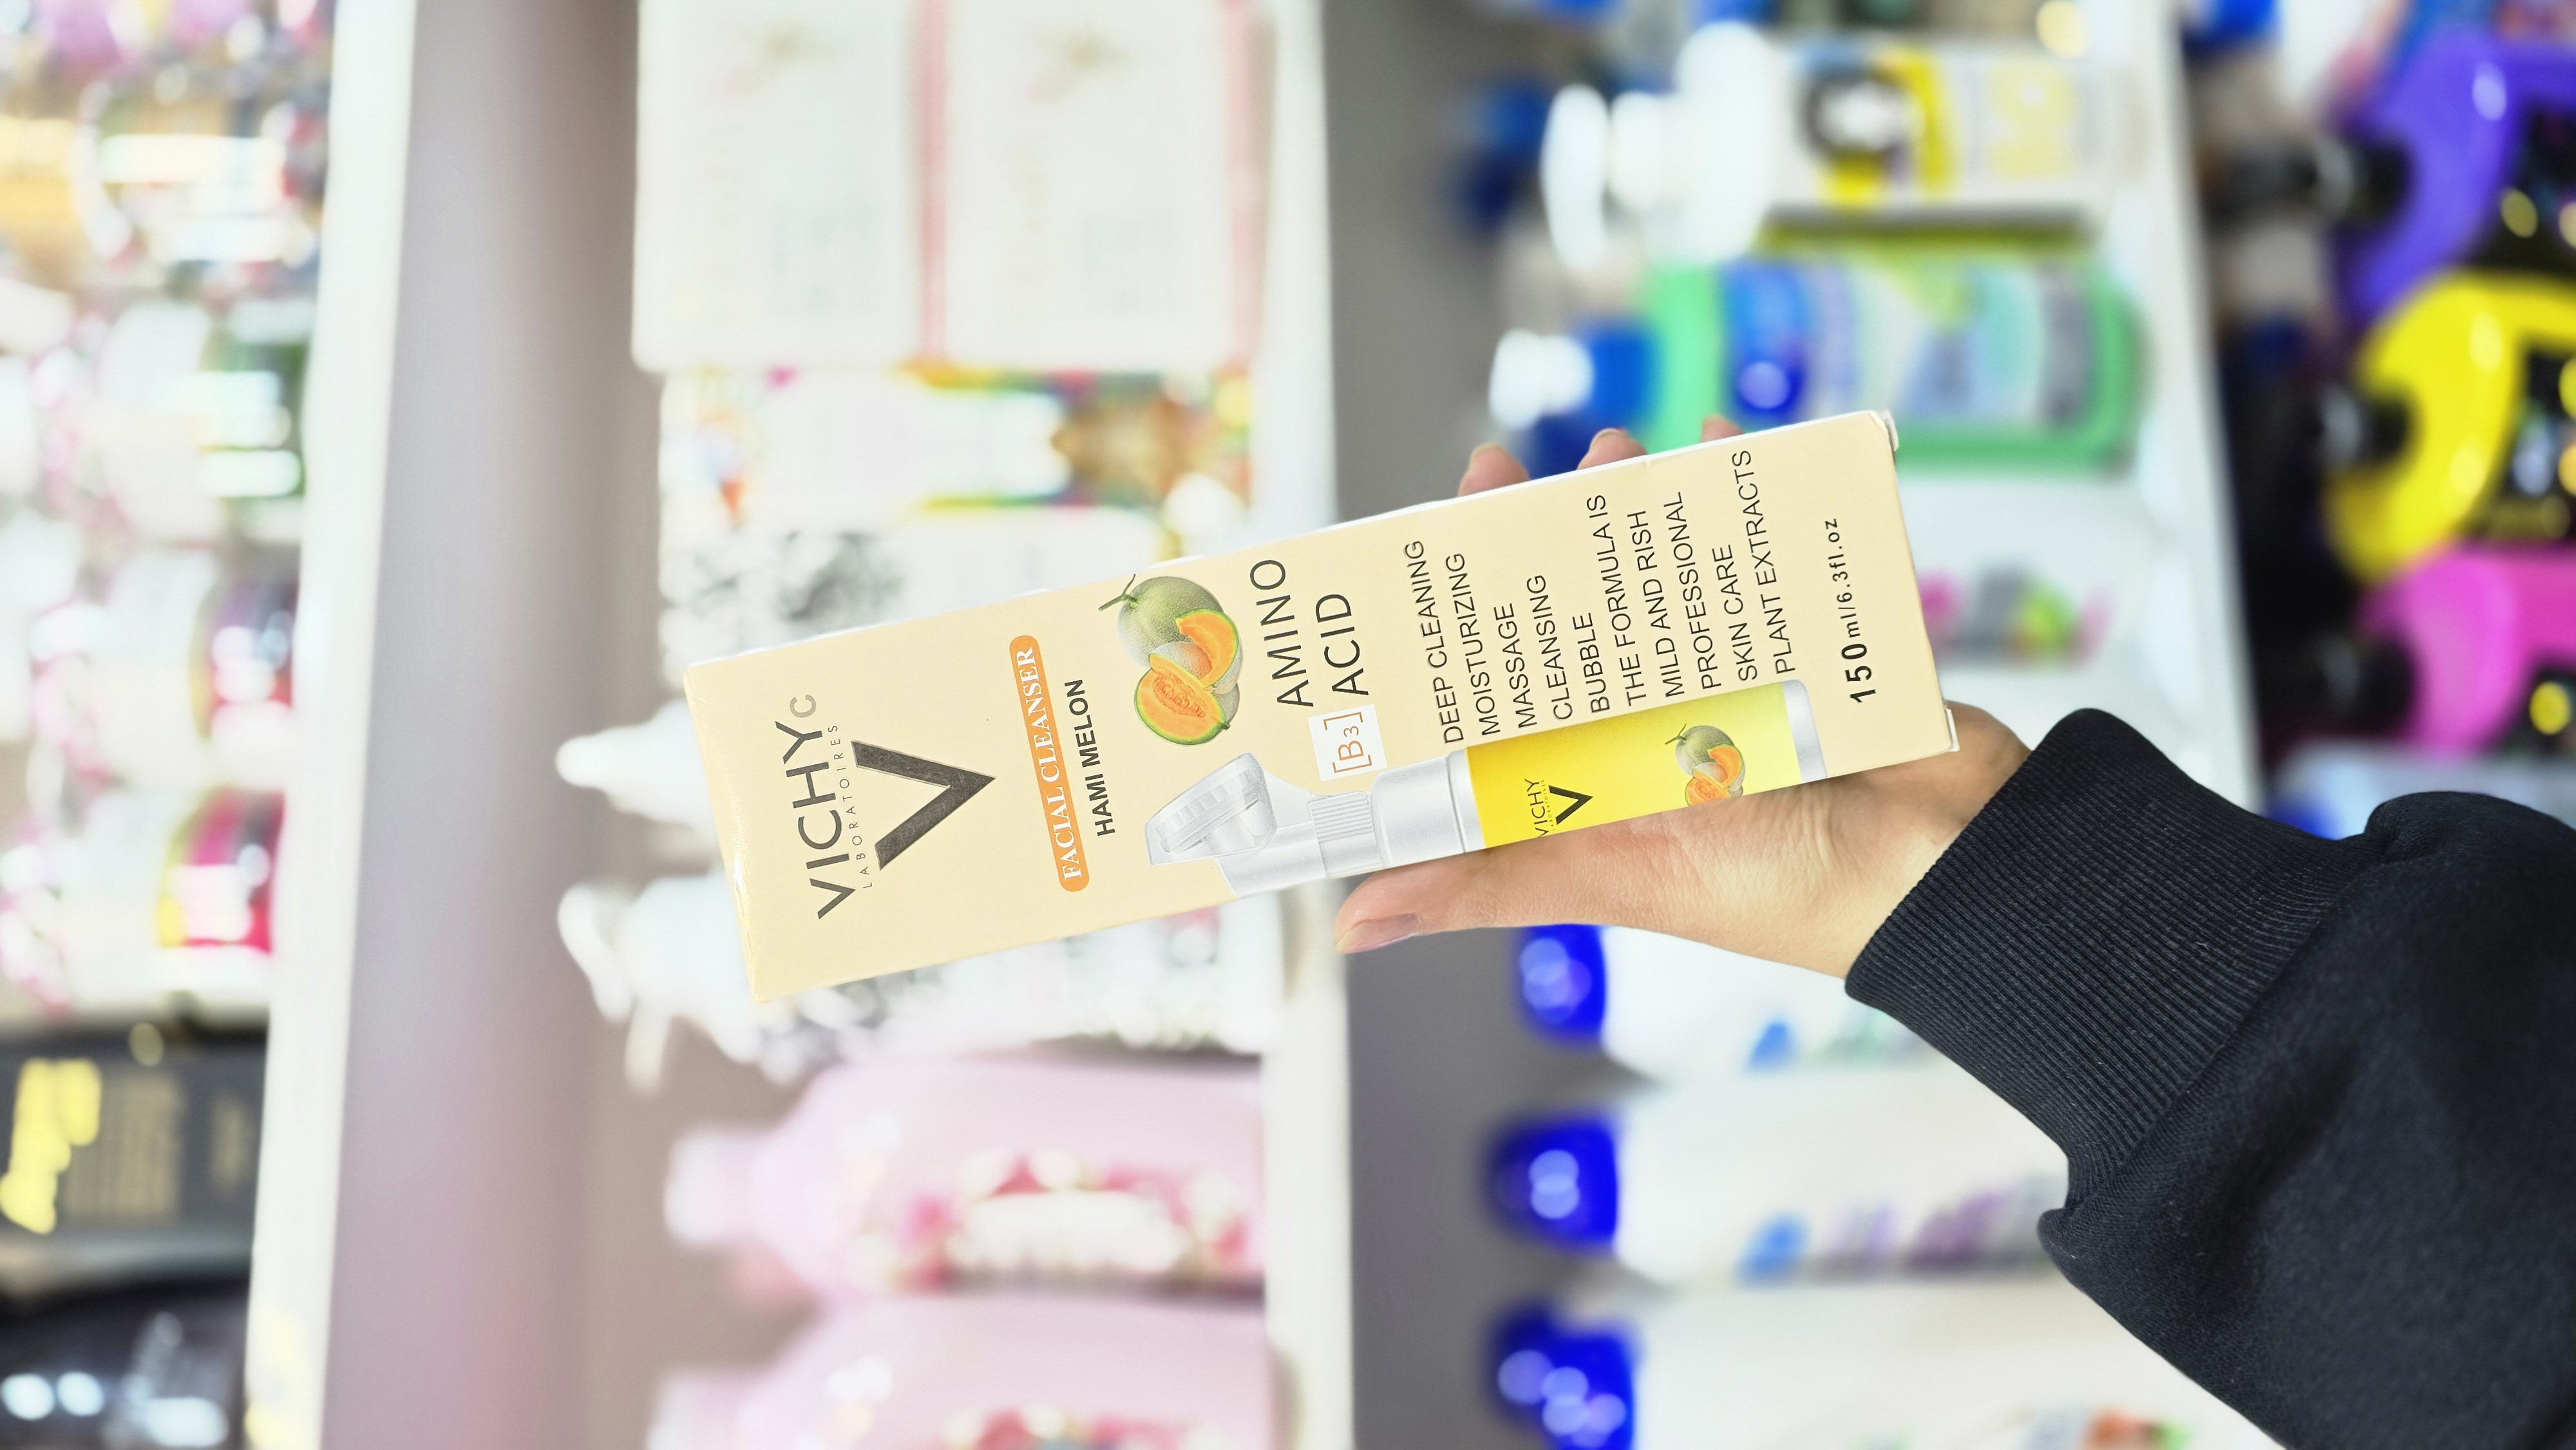 VICHYC
LABORATOIRES
FACIAL CLEANSER
HAMI MELON
AMINO
[B3] ACID
DEEP CLEANING
MOISTURIZING
MASSAGE
CLEANSING
BUBBLE
THE FORMULA IS
MILD AND RISH
PROFESSIONAL
SKIN CARE
PLANT EXTRACTS
VICHY
150ml/6.3fl.oz